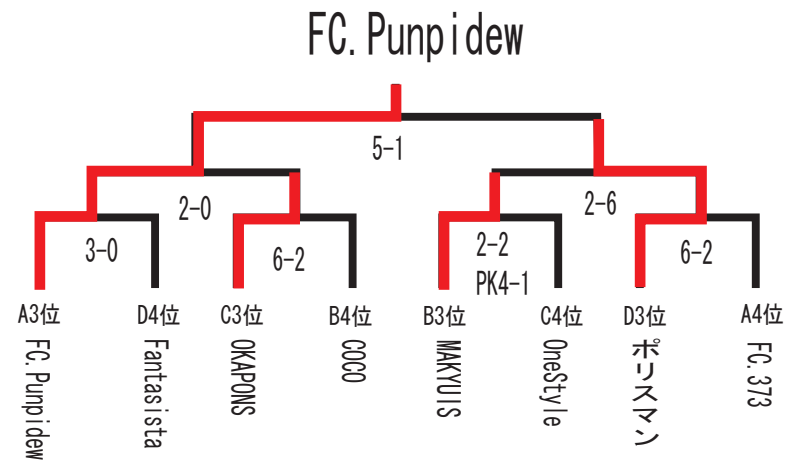 FC.Punpidew
5-1
2-0
2-6
3-0
6-2
2-2
PK4-1
6-2
A3位
D4位
C3位
B4位
B3位
C4位
D3位
A4位
FC.Punpidew
Fantasista
OKAPONS
COCO
MAKYUIS
OneStyle
ポリスマン
FC.373